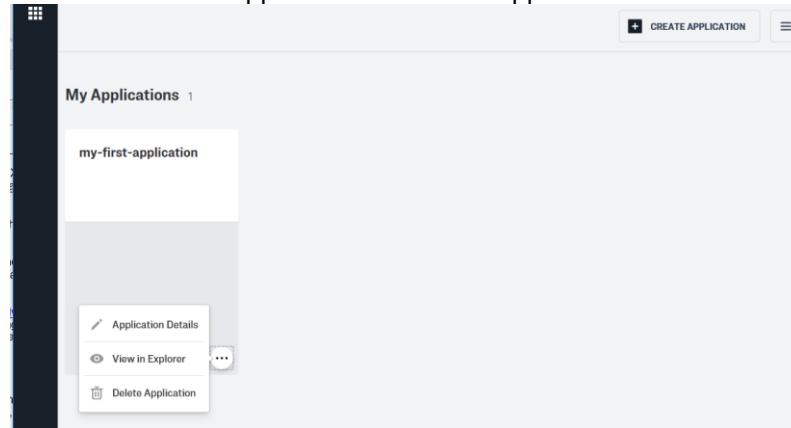 CREATE APPLICATION
My Applications 1
my-first-application
Application Details
View in Explorer
Delete Application